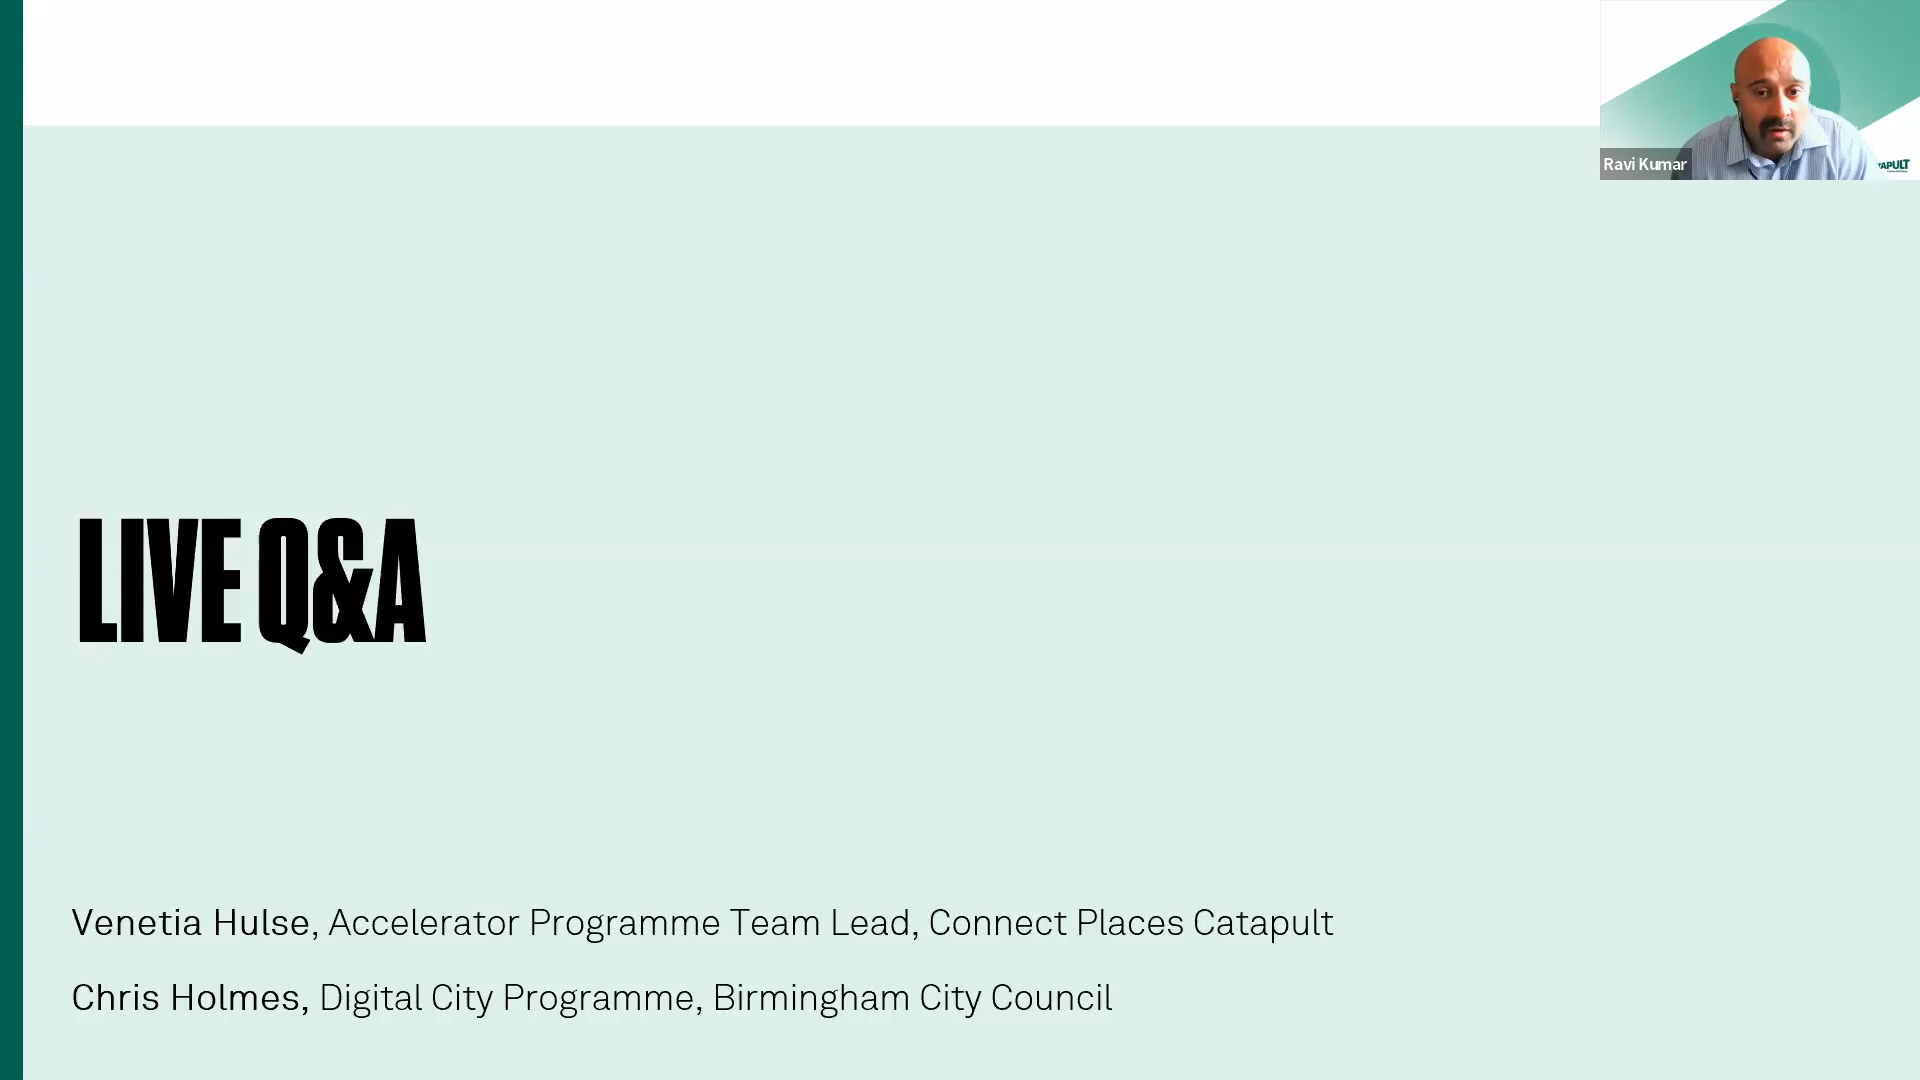 Ravi Kumar
TAPULT
LIVE Q&A
Venetia Hulse, Accelerator Programme Team Lead, Connect Places Catapult
Chris Holmes, Digital City Programme, Birmingham City Council